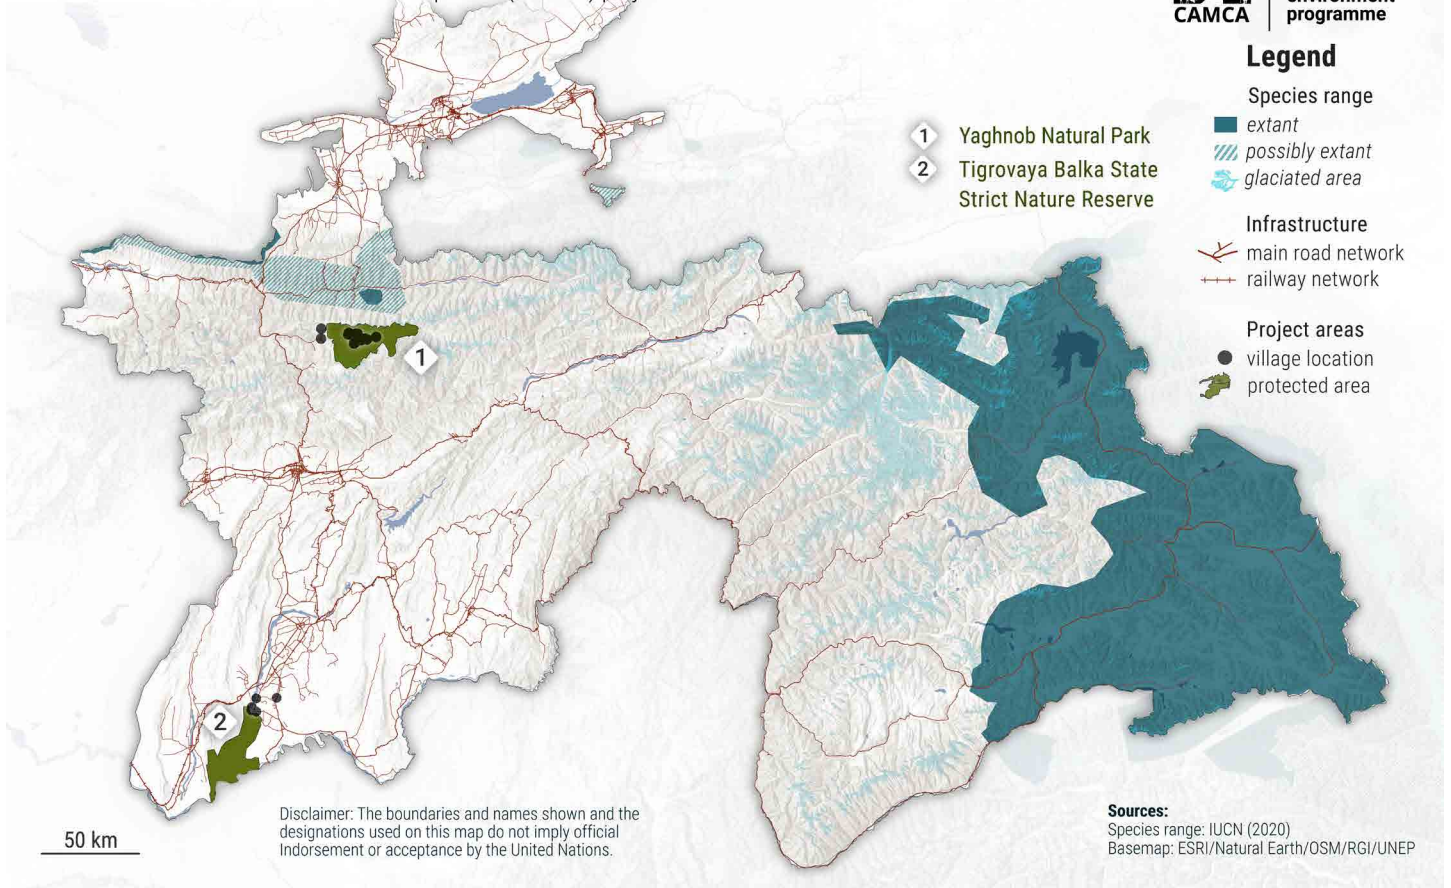 CAMCA
programme
Legend
Species range
extant
possibly extant
glaciated area
Infrastructure
main road network
railway network
Project areas
village location
protected area
1
Yaghnob Natural Park
2
Tigrovaya Balka State
Strict Nature Reserve
1
2
50 km
Disclaimer: The boundaries and names shown and the
designations used on this map do not imply official
Indorsement or acceptance by the United Nations.
Sources:
Species range: IUCN (2020)
Basemap: ESRI/Natural Earth/OSM/RGI/UNEP